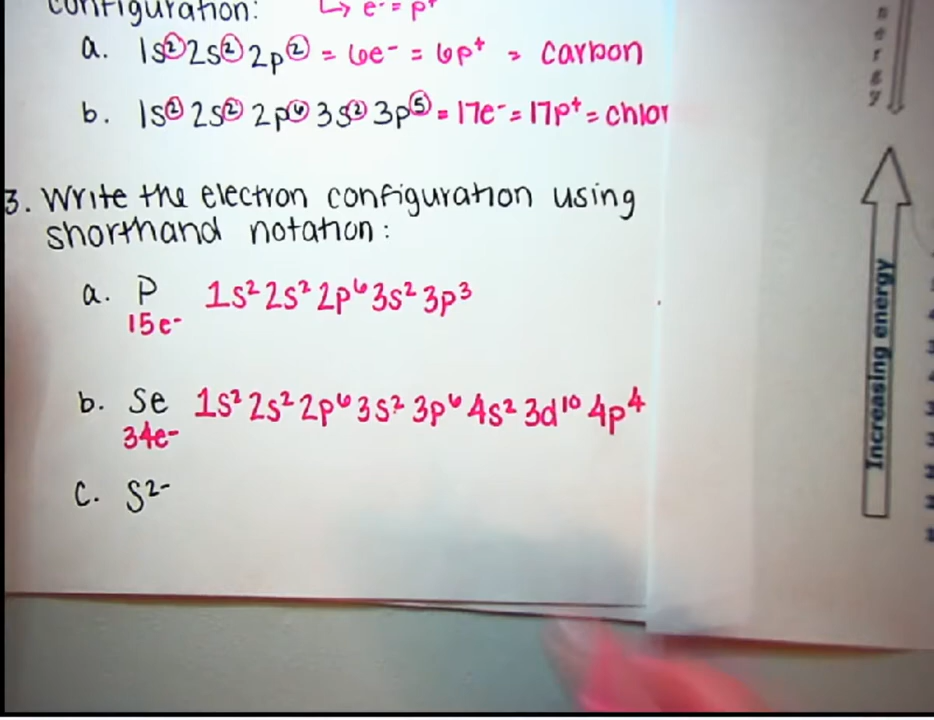 configuration: ↳ e⁻ = p⁺
a. 1s² 2s² 2p² = 6e⁻ = 6p⁺ = carbon
b. 1s² 2s² 2p⁶ 3s² 3p⁵ = 17e⁻ = 17p⁺ = chlor
3. Write the electron configuration using
shorthand notation:
a. P 1s² 2s² 2p⁶ 3s² 3p³
15e⁻
b. Se 1s² 2s² 2p⁶ 3s² 3p⁶ 4s² 3d¹⁰ 4p⁴
34e⁻
c. S²⁻
Increasing energy